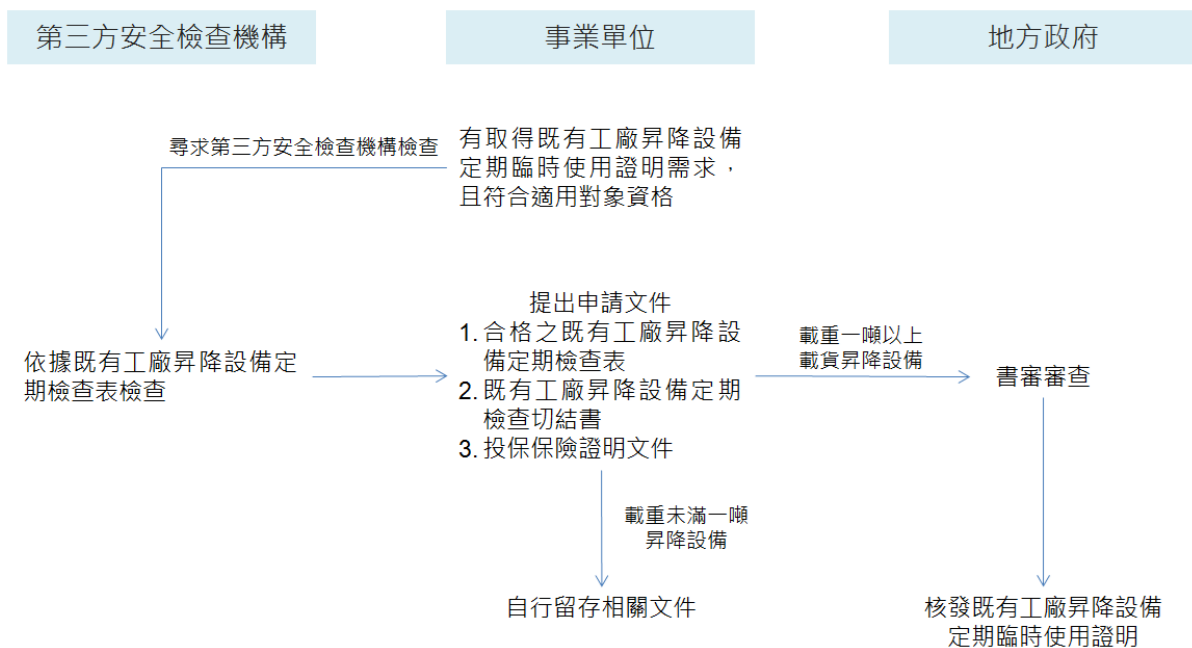 第三方安全檢查機構
事業單位
地方政府
尋求第三方安全檢查機構檢查
有取得既有工廠昇降設備
定期臨時使用證明需求，
且符合適用對象資格
提出申請文件
1. 合格之既有工廠昇降設
備定期檢查表
2. 既有工廠昇降設備定期
檢查切結書
3. 投保保險證明文件
依據既有工廠昇降設備定
期檢查表檢查
載重一噸以上
載貨昇降設備
書審審查
載重未滿一噸
昇降設備
自行留存相關文件
核發既有工廠昇降設備
定期臨時使用證明